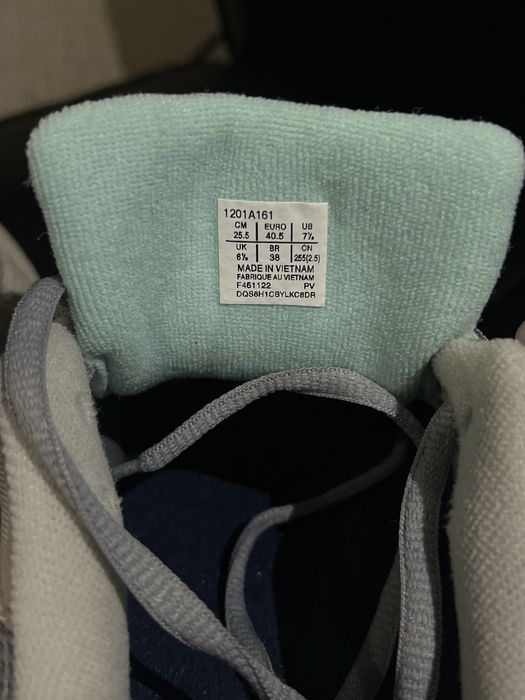 1201A161
CM EURO US
25.5 40.5 7½
UK BR CN
6½ 38 255(2.5)
MADE IN VIETNAM
FABRIQUE AU VIETNAM
F451122 PV
DQS8H1CBYLKC8DR